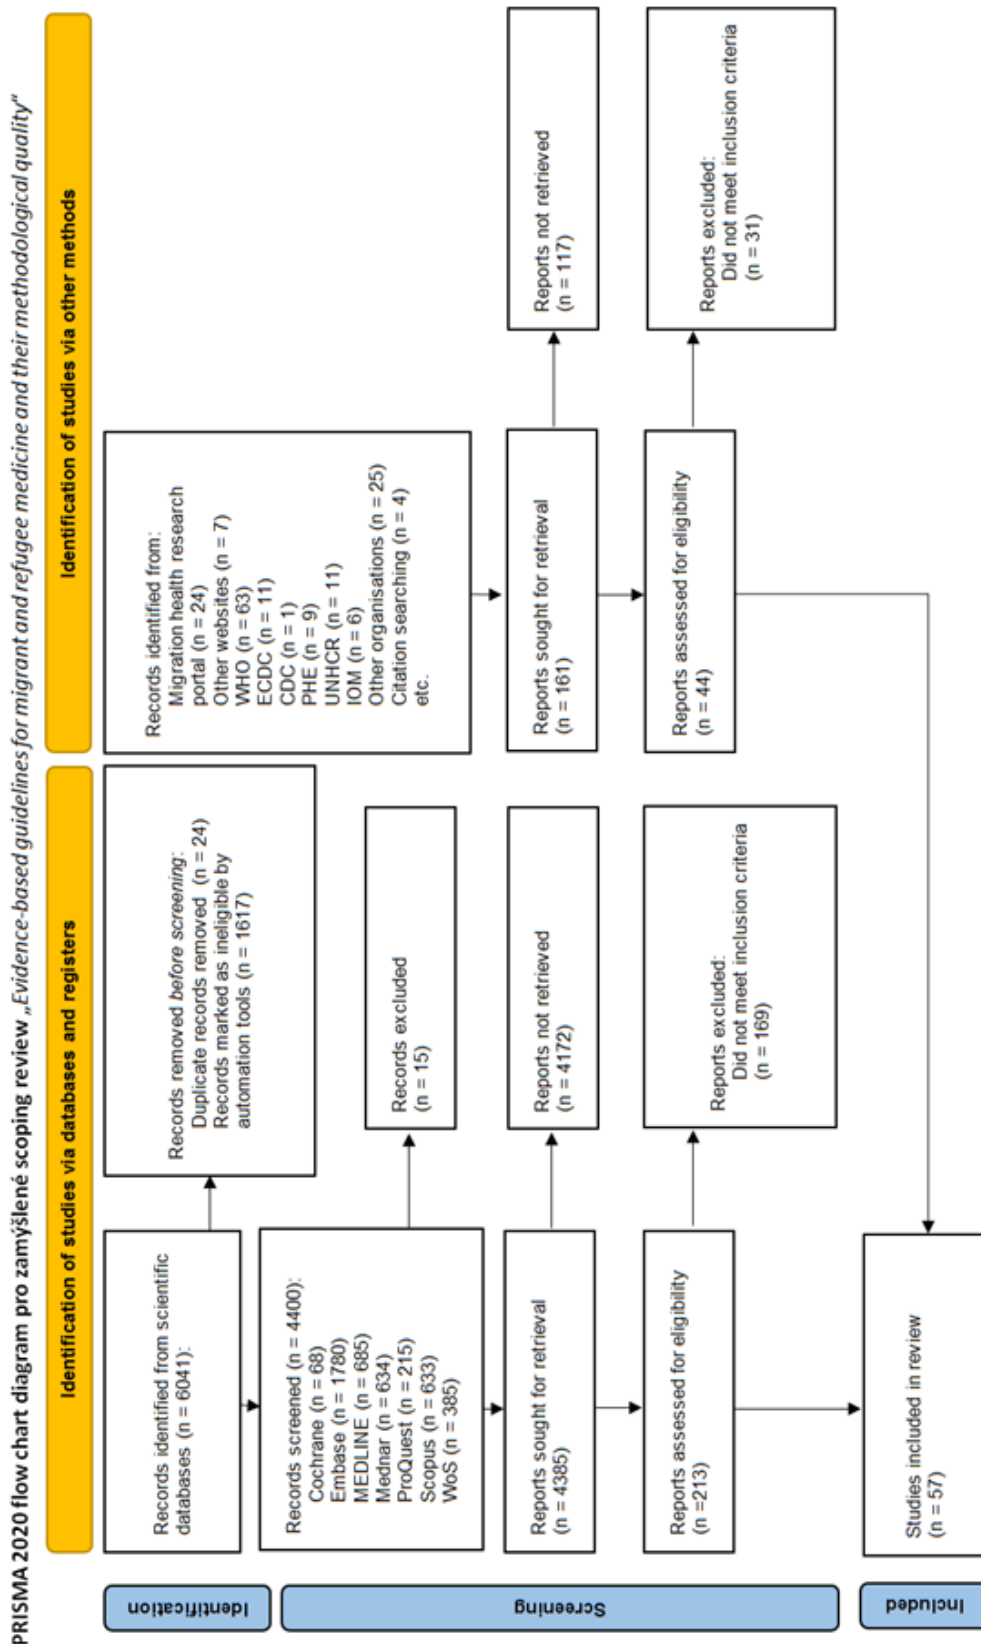 PRISMA 2020 flow chart diagram pro zamýšlené scoping review „Evidence-based guidelines for migrant and refugee medicine and their methodological quality“
Identification of studies via databases and registers
Identification of studies via other methods
Identification
Records identified from scientific
databases (n = 6041):
Records removed before screening:
Duplicate records removed (n = 24)
Records marked as ineligible by
automation tools (n = 1617)
Records identified from:
Migration health research
portal (n = 24)
Other websites (n = 7)
WHO (n = 63)
ECDC (n = 11)
CDC (n = 1)
PHE (n = 9)
UNHCR (n = 11)
IOM (n = 6)
Other organisations (n = 25)
Citation searching (n = 4)
etc.
Screening
Records screened (n = 4400):
Cochrane (n = 68)
Embase (n = 1780)
MEDLINE (n = 685)
Mednar (n = 634)
ProQuest (n = 215)
Scopus (n = 633)
WoS (n = 385)
Records excluded
(n = 15)
Reports sought for retrieval
(n = 4385)
Reports not retrieved
(n = 4172)
Reports sought for retrieval
(n = 161)
Reports not retrieved
(n = 117)
Reports assessed for eligibility
(n =213)
Reports excluded:
Did not meet inclusion criteria
(n = 169)
Reports assessed for eligibility
(n = 44)
Reports excluded:
Did not meet inclusion criteria
(n = 31)
Included
Studies included in review
(n = 57)